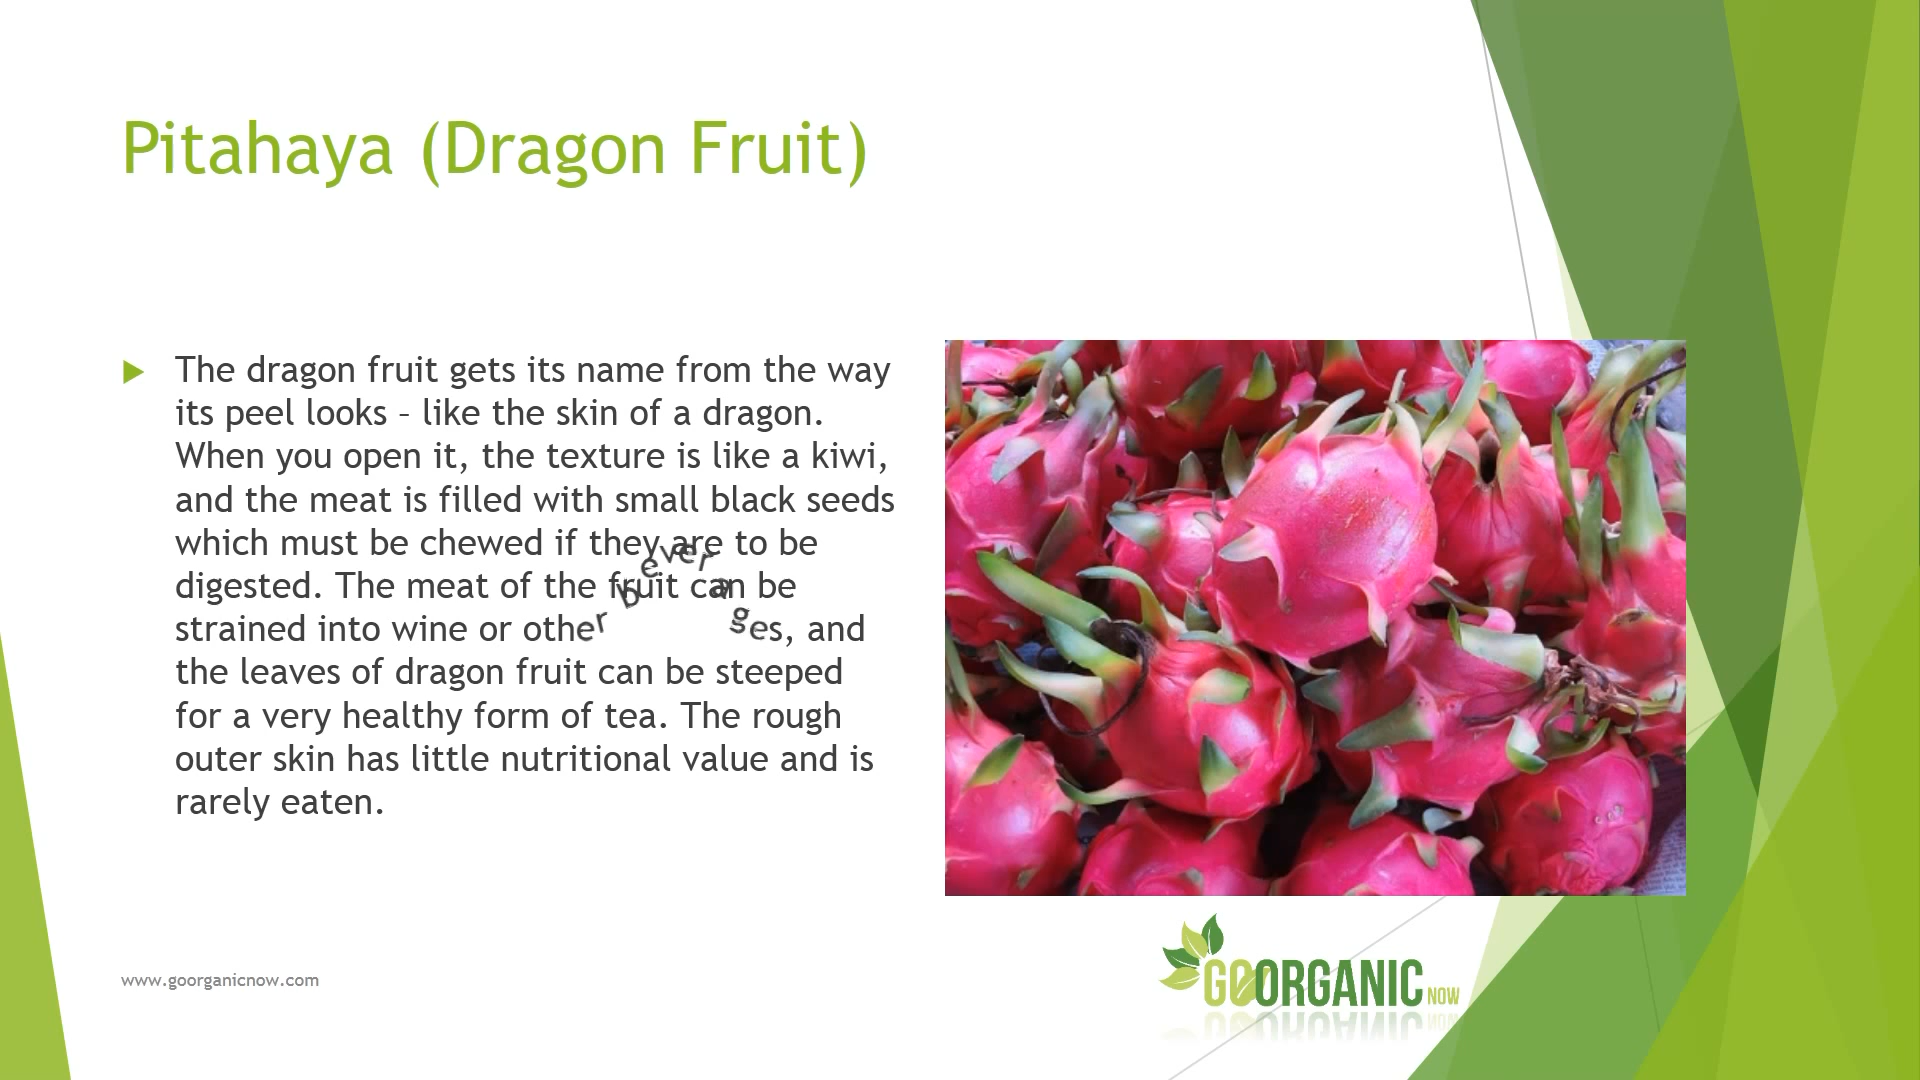 Pitahaya (Dragon Fruit)
The dragon fruit gets its name from the way
its peel looks – like the skin of a dragon.
When you open it, the texture is like a kiwi,
and the meat is filled with small black seeds
which must be chewed if they are to be
digested. The meat of the fruit can be
strained into wine or other beverages, and
the leaves of dragon fruit can be steeped
for a very healthy form of tea. The rough
outer skin has little nutritional value and is
rarely eaten.
www.goorganicnow.com
GOORGANIC NOW